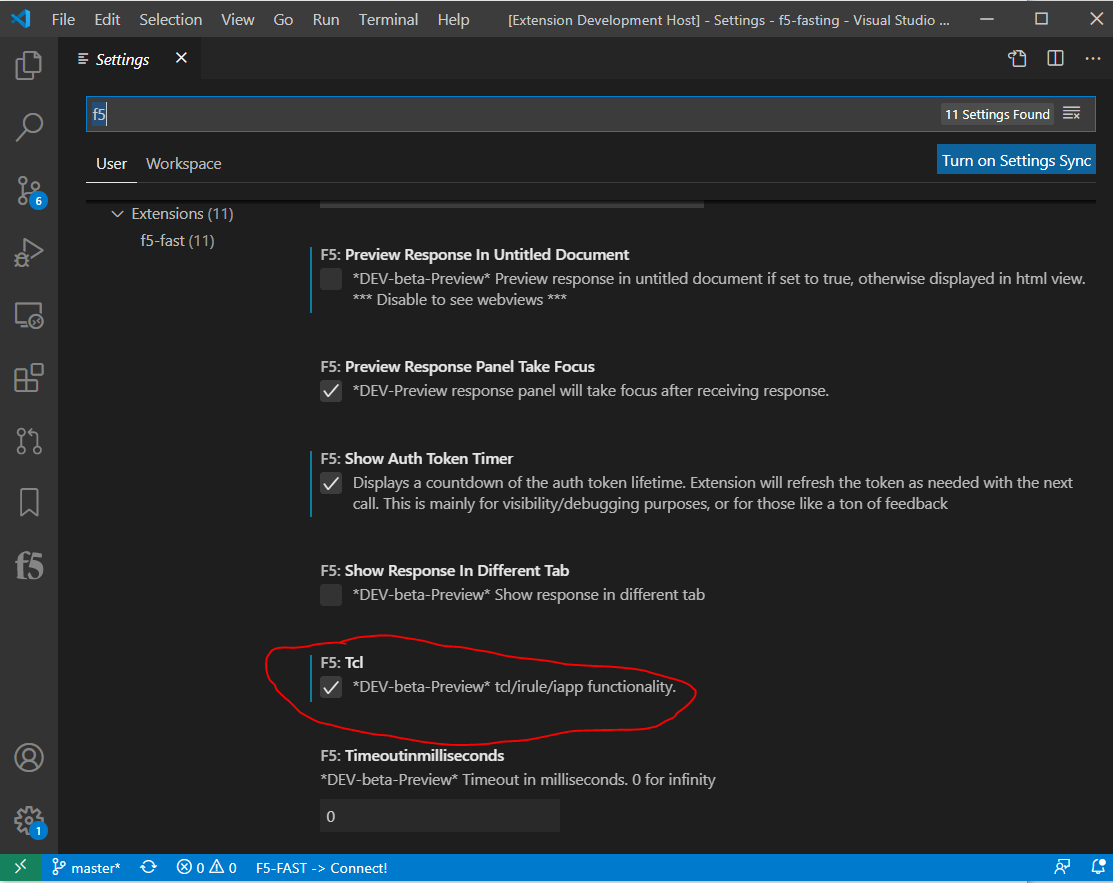 File Edit Selection View Go Run Terminal Help [Extension Development Host] - Settings - f5-fasting - Visual Studio ...
Settings
f5
11 Settings Found
User Workspace
Turn on Settings Sync
Extensions (11)
f5-fast (11)
F5: Preview Response In Untitled Document
*DEV-beta-Preview* Preview response in untitled document if set to true, otherwise displayed in html view.
*** Disable to see webviews ***
F5: Preview Response Panel Take Focus
*DEV-Preview response panel will take focus after receiving response.
F5: Show Auth Token Timer
Displays a countdown of the auth token lifetime. Extension will refresh the token as needed with the next
call. This is mainly for visibility/debugging purposes, or for those like a ton of feedback
F5: Show Response In Different Tab
*DEV-beta-Preview* Show response in different tab
F5: Tcl
*DEV-beta-Preview* tcl/irule/iapp functionality.
F5: Timeoutinmilliseconds
*DEV-beta-Preview* Timeout in milliseconds. 0 for infinity
0
6
f5
1
master* 0 0 F5-FAST -> Connect!